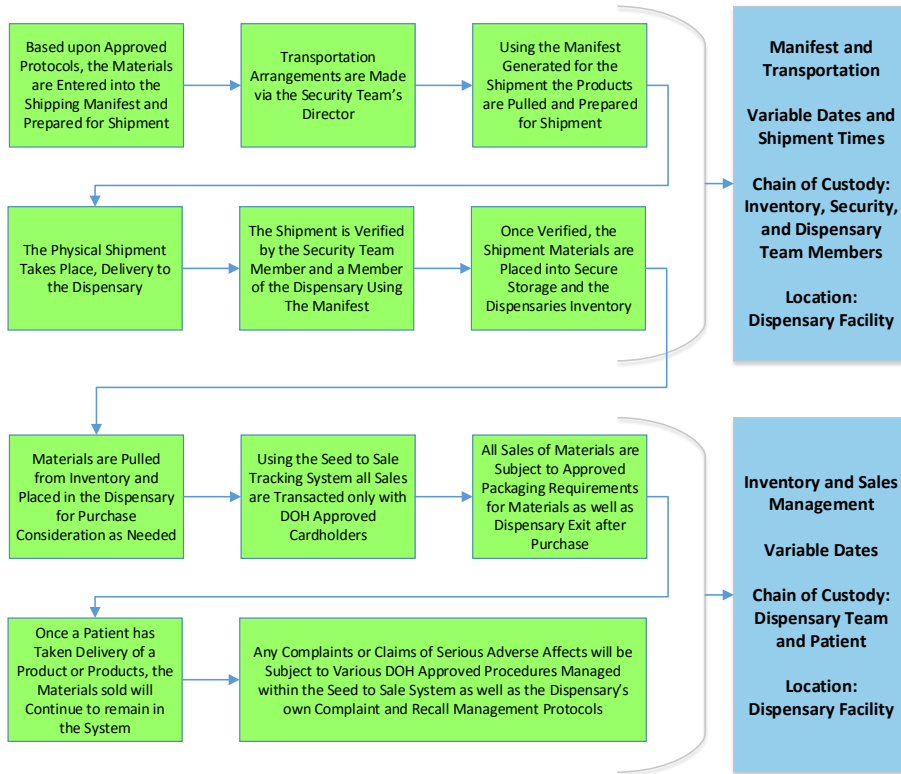 Based upon Approved
Protocols, the Materials
are Entered into the
Shipping Manifest and
Prepared for Shipment
Transportation
Arrangements are Made
via the Security Team's
Director
Using the Manifest
Generated for the
Shipment the Products
are Pulled and Prepared
for Shipment
Manifest and
Transportation
Variable Dates and
Shipment Times
Chain of Custody:
Inventory, Security,
and Dispensary
Team Members
Location:
Dispensary Facility
The Physical Shipment
Takes Place, Delivery to
the Dispensary
The Shipment is Verified
by the Security Team
Member and a Member
of the Dispensary Using
The Manifest
Once Verified, the
Shipment Materials are
Placed into Secure
Storage and the
Dispensaries Inventory
Materials are Pulled
from Inventory and
Placed in the Dispensary
for Purchase
Consideration as Needed
Using the Seed to Sale
Tracking System all Sales
are Transacted only with
DOH Approved
Cardholders
All Sales of Materials are
Subject to Approved
Packaging Requirements
for Materials as well as
Dispensary Exit after
Purchase
Inventory and Sales
Management
Variable Dates
Chain of Custody:
Dispensary Team
and Patient
Location:
Dispensary Facility
Once a Patient has
Taken Delivery of a
Product or Products, the
Materials sold will
Continue to remain in
the System
Any Complaints or Claims of Serious Adverse Affects will be
Subject to Various DOH Approved Procedures Managed
within the Seed to Sale System as well as the Dispensary's
own Complaint and Recall Management Protocols